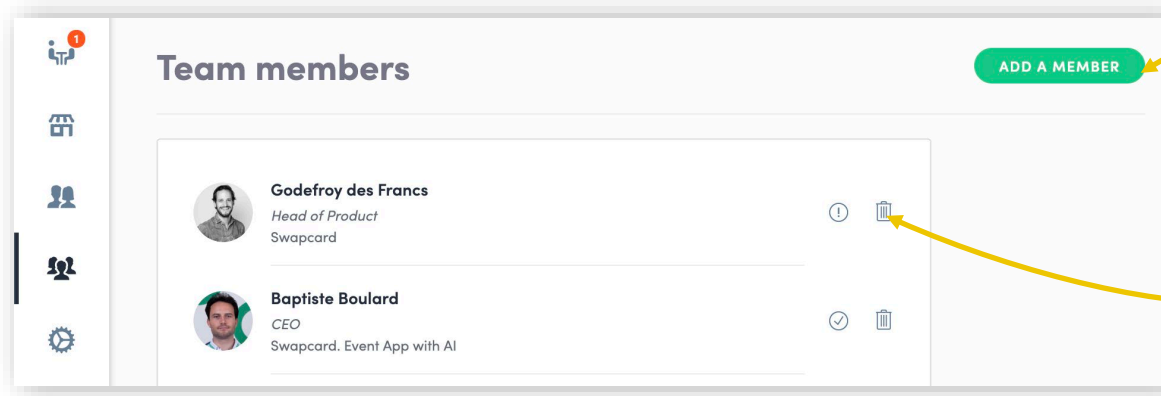 1
Team members
ADD A MEMBER
Godefroy des Francs
Head of Product
Swapcard
Baptiste Boulard
CEO
Swapcard. Event App with AI